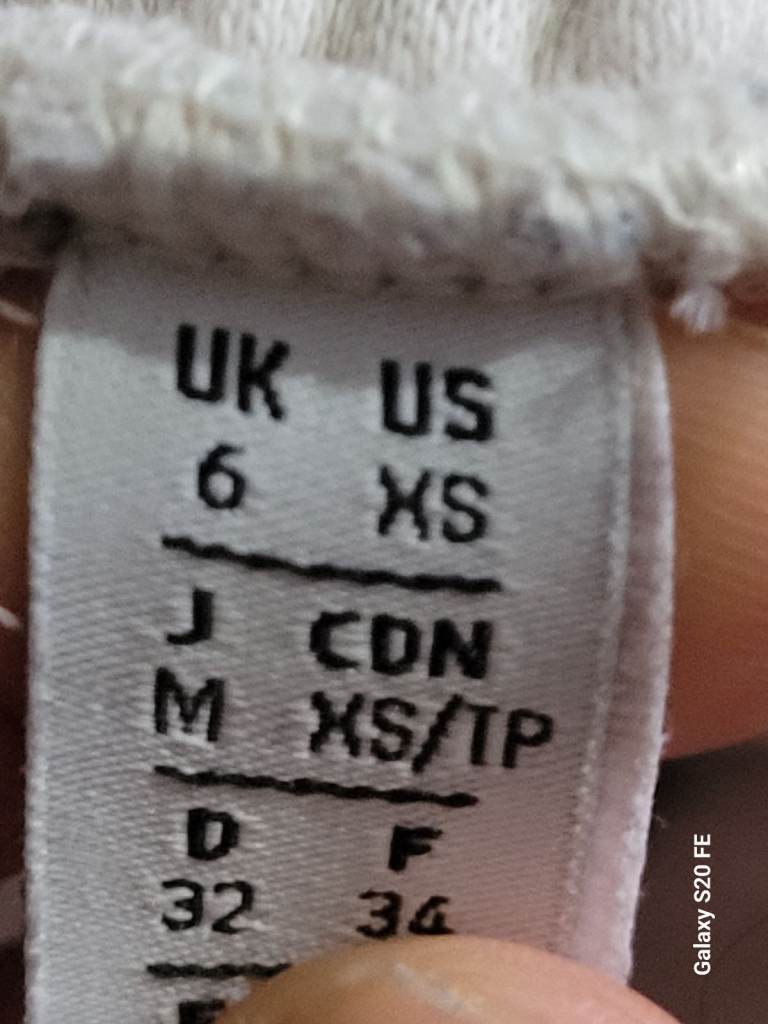 UK US
6 XS
J CDN
M XS/TP
D F
32 34
Galaxy S20 FE